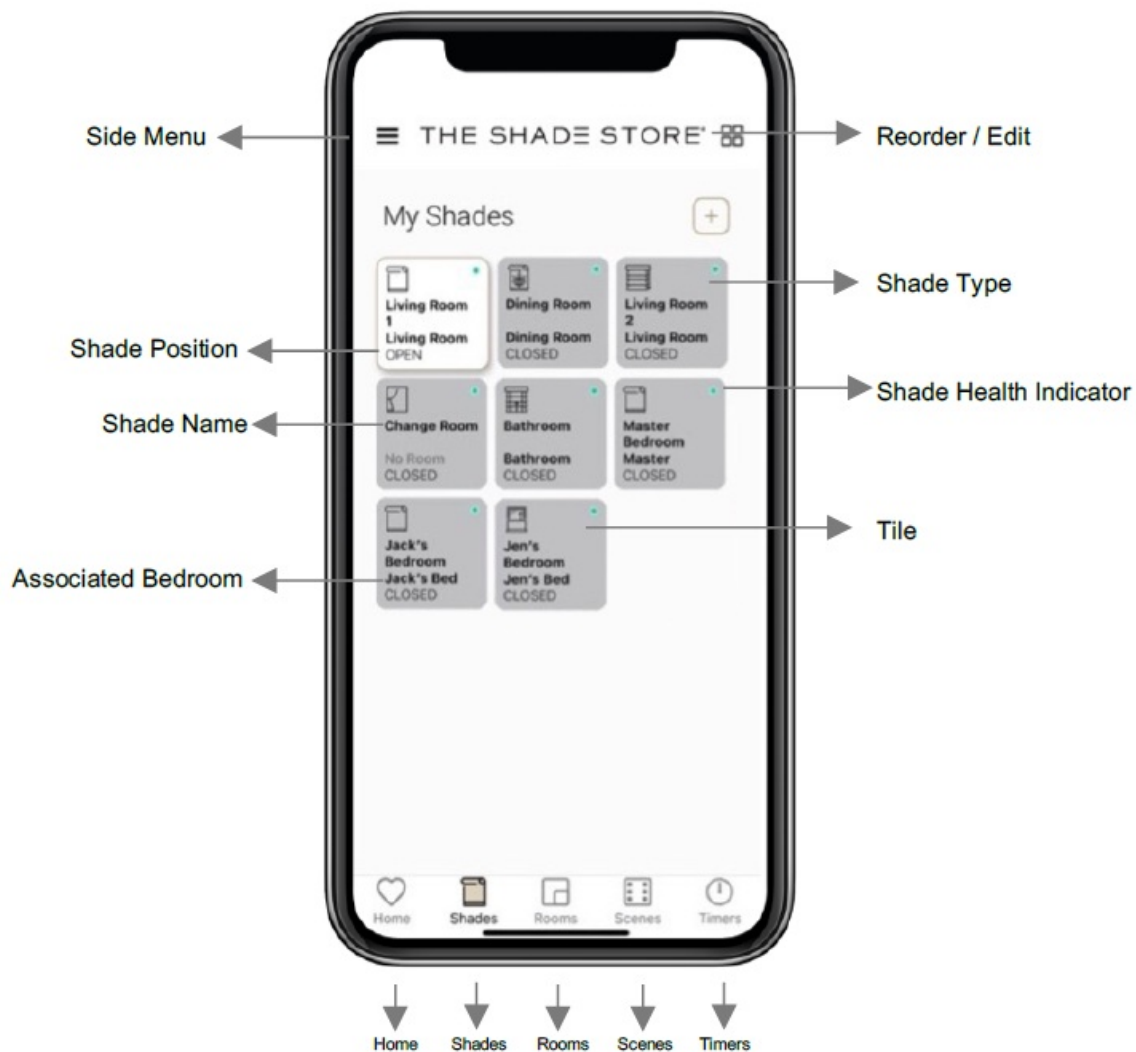 Side Menu
THE SHADE STORE
Reorder / Edit
My Shades
+
Living Room
1
Living Room
OPEN
Dining Room
Dining Room
CLOSED
Living Room
2
Living Room
CLOSED
Shade Type
Shade Position
Change Room
No Room
CLOSED
Bathroom
Bathroom
CLOSED
Master
Bedroom
Master
CLOSED
Shade Health Indicator
Shade Name
Jack's
Bedroom
Jack's Bed
CLOSED
Jen's
Bedroom
Jen's Bed
CLOSED
Tile
Associated Bedroom
Home Shades Rooms Scenes Timers
Home Shades Rooms Scenes Timers